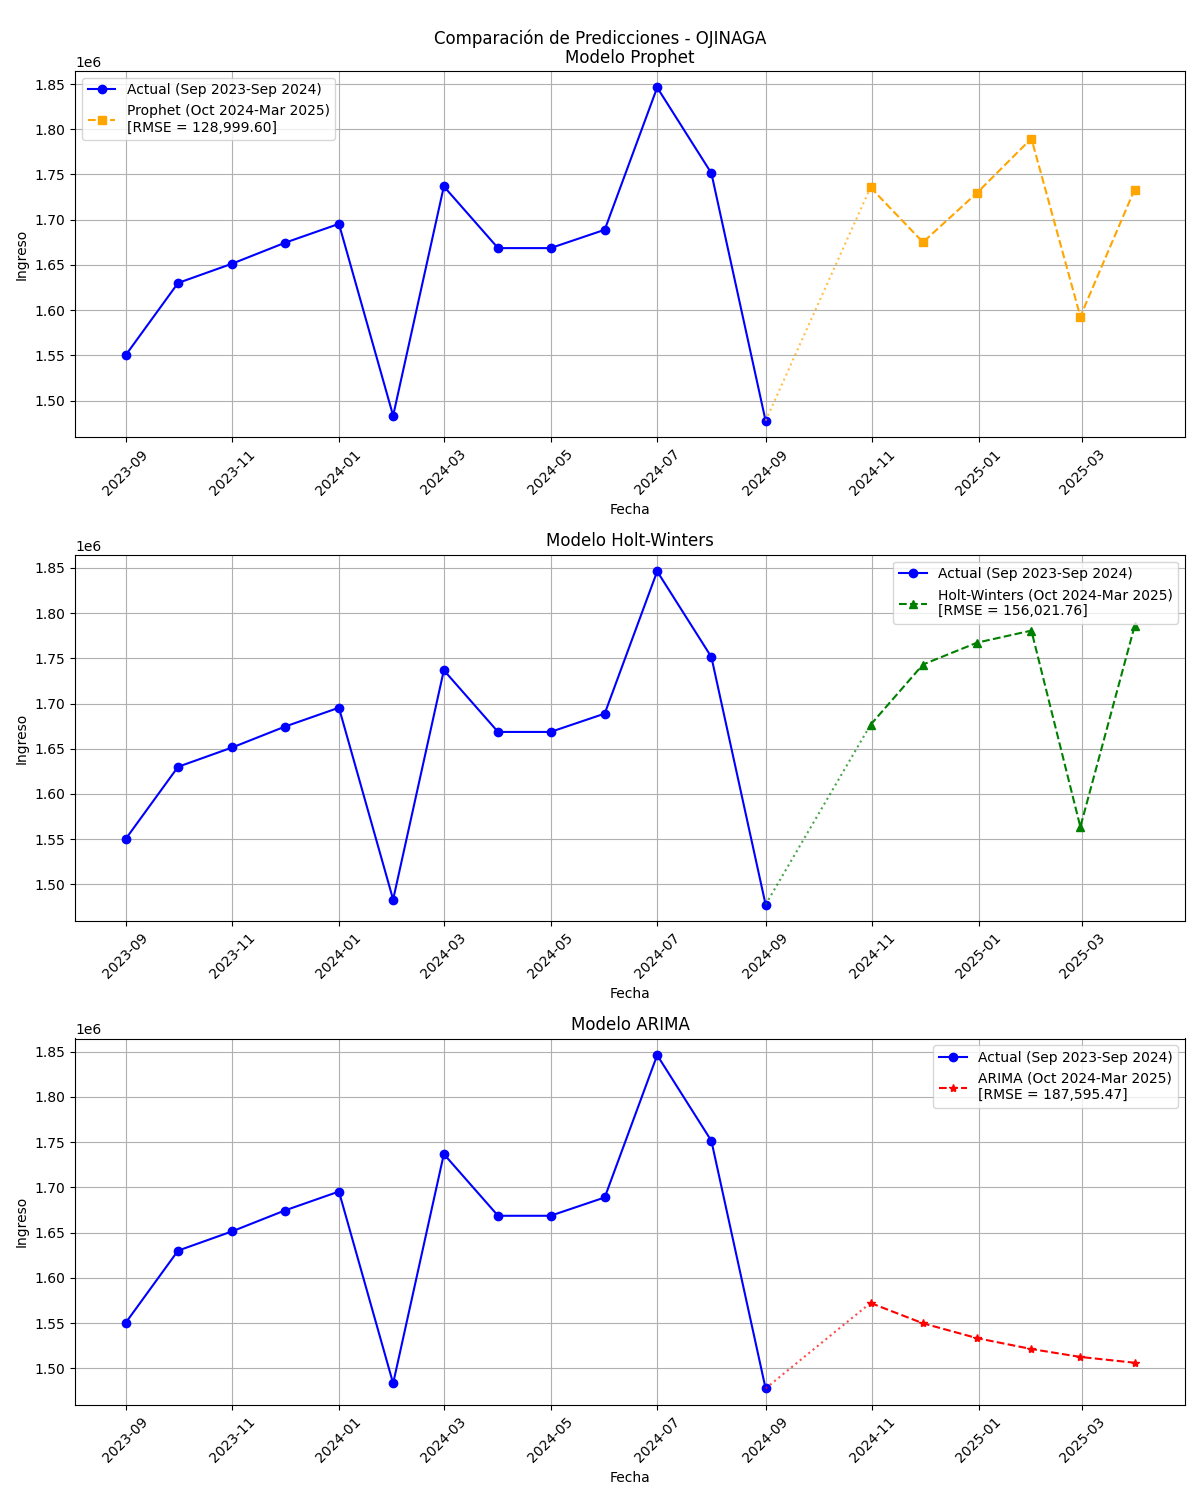 Comparación de Predicciones - OJINAGA
Modelo Prophet
1e6
Actual (Sep 2023-Sep 2024)
Prophet (Oct 2024-Mar 2025)
[RMSE = 128,999.60]
1.85
1.80
1.75
1.70
1.65
1.60
1.55
1.50
Ingreso
2023-09
2023-11
2024-01
2024-03
2024-05
2024-07
2024-09
2024-11
2025-01
2025-03
Fecha
Modelo Holt-Winters
1e6
Actual (Sep 2023-Sep 2024)
Holt-Winters (Oct 2024-Mar 2025)
[RMSE = 156,021.76]
1.85
1.80
1.75
1.70
1.65
1.60
1.55
1.50
Ingreso
2023-09
2023-11
2024-01
2024-03
2024-05
2024-07
2024-09
2024-11
2025-01
2025-03
Fecha
Modelo ARIMA
1e6
Actual (Sep 2023-Sep 2024)
ARIMA (Oct 2024-Mar 2025)
[RMSE = 187,595.47]
1.85
1.80
1.75
1.70
1.65
1.60
1.55
1.50
Ingreso
2023-09
2023-11
2024-01
2024-03
2024-05
2024-07
2024-09
2024-11
2025-01
2025-03
Fecha